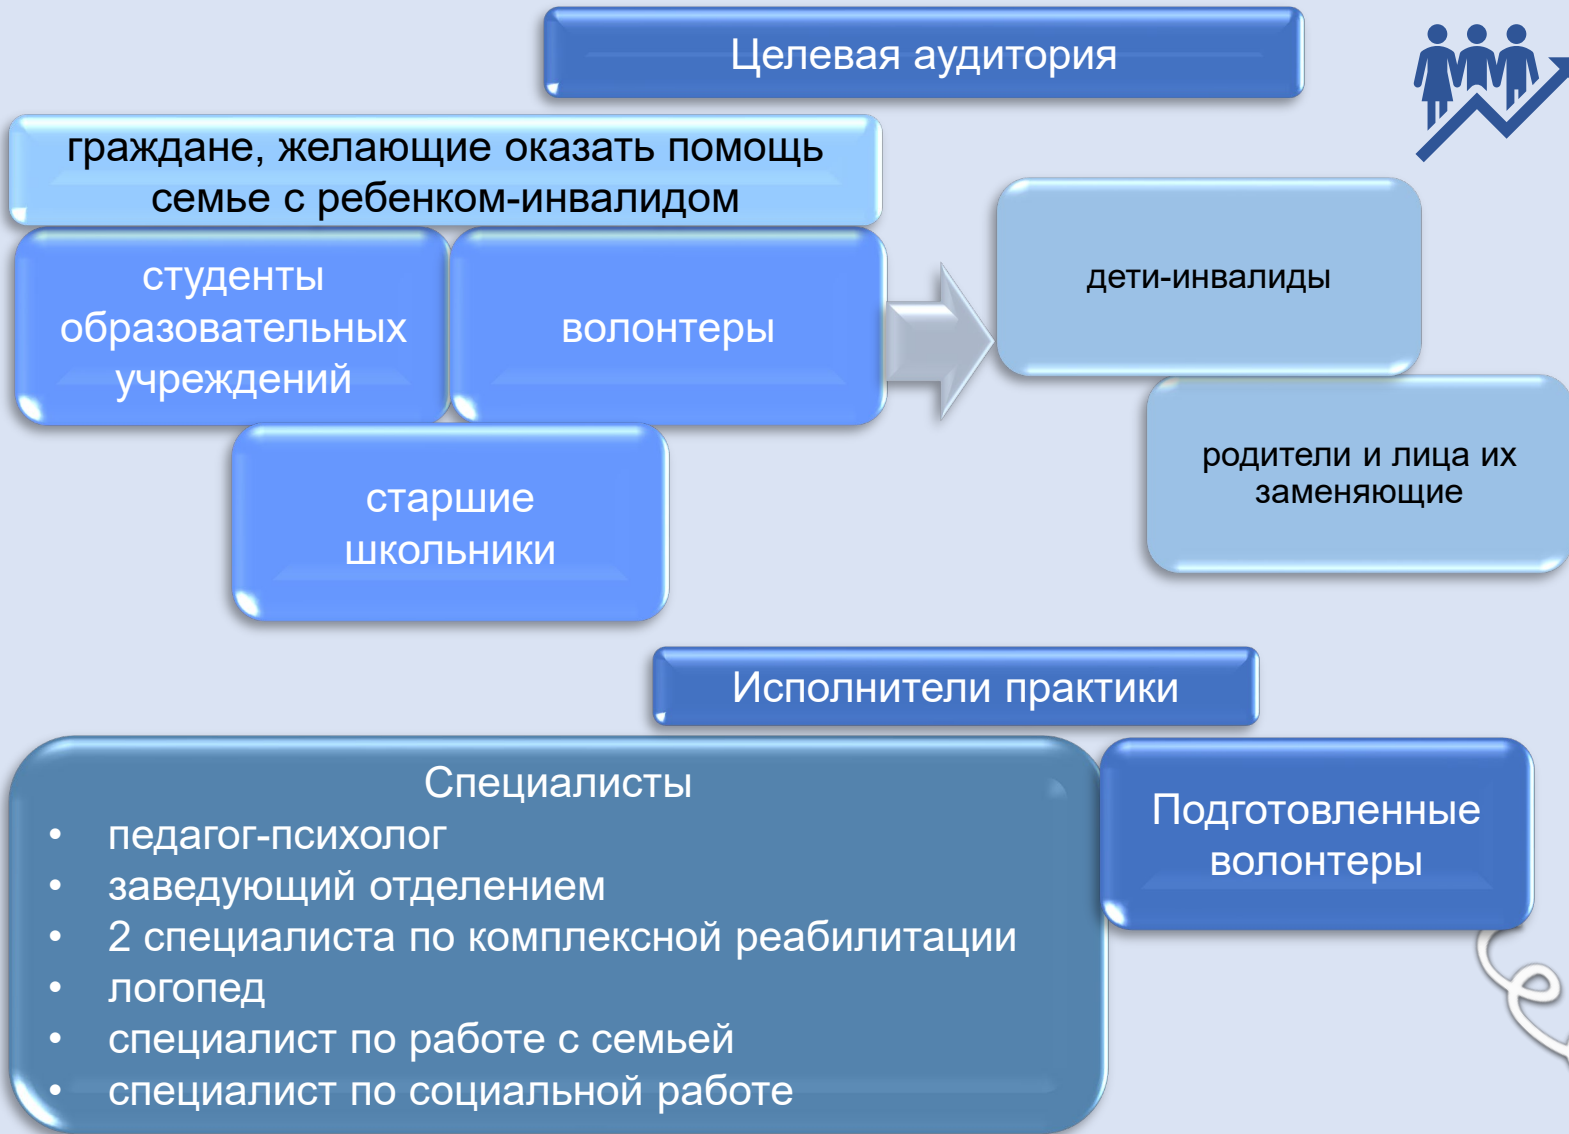 Целевая аудитория
граждане, желающие оказать помощь
семье с ребенком-инвалидом
студенты
образовательных
учреждений
волонтеры
старшие
школьники
дети-инвалиды
родители и лица их
заменяющие
Исполнители практики
Специалисты
• педагог-психолог
• заведующий отделением
• 2 специалиста по комплексной реабилитации
• логопед
• специалист по работе с семьей
• специалист по социальной работе
Подготовленные
волонтеры